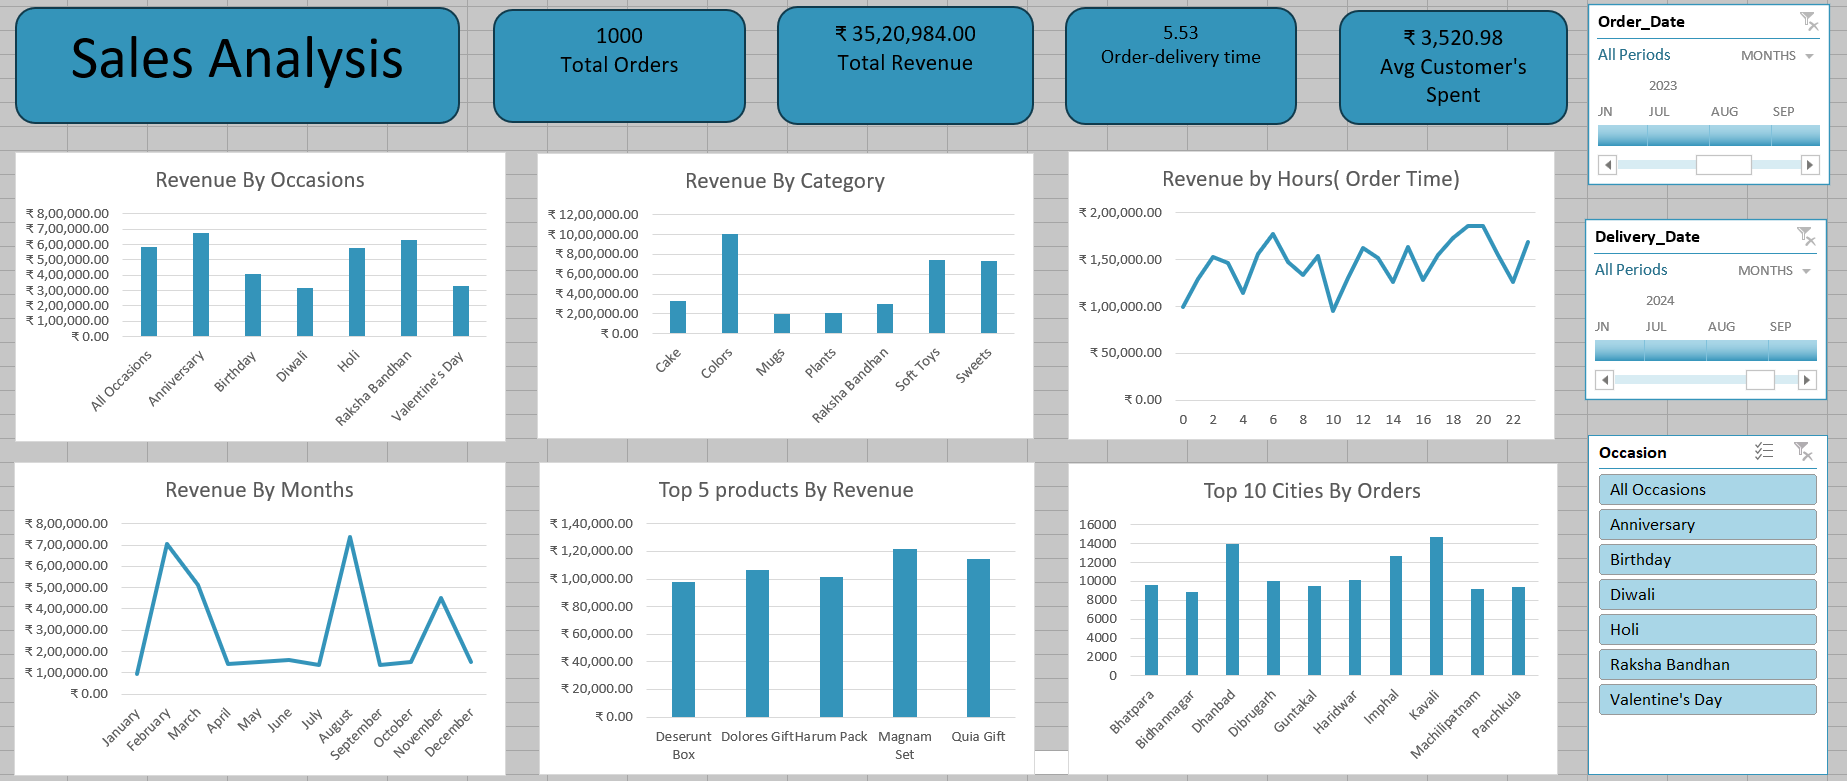 Sales Analysis
1000
Total Orders
₹ 35,20,984.00
Total Revenue
5.53
Order-delivery time
₹ 3,520.98
Avg Customer's
Spent
Order_Date
All Periods
MONTHS
2023
JN JUL AUG SEP
Revenue By Occasions
₹ 8,00,000.00
₹ 7,00,000.00
₹ 6,00,000.00
₹ 5,00,000.00
₹ 4,00,000.00
₹ 3,00,000.00
₹ 2,00,000.00
₹ 1,00,000.00
₹ 0.00
All Occasions
Anniversary
Birthday
Diwali
Holi
Raksha Bandhan
Valentine's Day
Revenue By Category
₹ 12,00,000.00
₹ 10,00,000.00
₹ 8,00,000.00
₹ 6,00,000.00
₹ 4,00,000.00
₹ 2,00,000.00
₹ 0.00
Cake
Colors
Mugs
Plants
Raksha Bandhan
Soft Toys
Sweets
Revenue by Hours( Order Time)
₹ 2,00,000.00
₹ 1,50,000.00
₹ 1,00,000.00
₹ 50,000.00
₹ 0.00
0 2 4 6 8 10 12 14 16 18 20 22
Delivery_Date
All Periods
MONTHS
2024
JN JUL AUG SEP
Revenue By Months
₹ 8,00,000.00
₹ 7,00,000.00
₹ 6,00,000.00
₹ 5,00,000.00
₹ 4,00,000.00
₹ 3,00,000.00
₹ 2,00,000.00
₹ 1,00,000.00
₹ 0.00
January
February
March
April
May
June
July
August
September
October
November
December
Top 5 products By Revenue
₹ 1,40,000.00
₹ 1,20,000.00
₹ 1,00,000.00
₹ 80,000.00
₹ 60,000.00
₹ 40,000.00
₹ 20,000.00
₹ 0.00
Deserunt Dolores Gift Harum Pack Magnam Quia Gift
Box Set
Top 10 Cities By Orders
16000
14000
12000
10000
8000
6000
4000
2000
0
Bhatpara
Bidhannagar
Dhanbad
Dibrugarh
Guntakal
Haridwar
Imphal
Kavali
Machilipatnam
Panchkula
Occasion
All Occasions
Anniversary
Birthday
Diwali
Holi
Raksha Bandhan
Valentine's Day